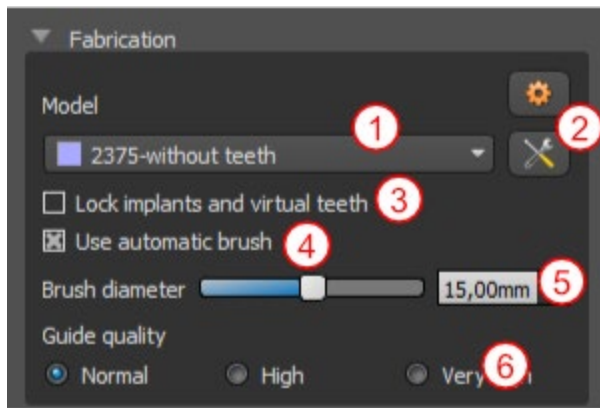 Fabrication
Model
1
2
2375-without teeth
Lock implants and virtual teeth 3
Use automatic brush 4
Brush diameter 15,00mm 5
Guide quality
Normal High Very 6